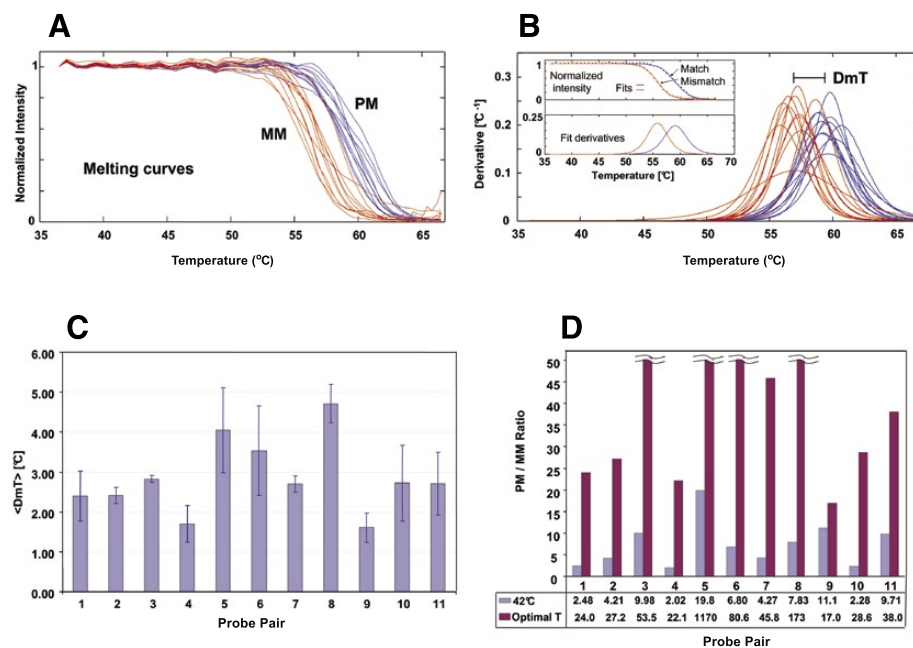 A
Normalized Intensity
1
0
PM
MM
Melting curves
35 40 45 50 55 60 65
Temperature (°C)
B
Derivative [°C⁻¹]
0.3
0.2
0.1
0
DmT
1
0
Normalized
intensity
Fits
Match
Mismatch
0.25
0
Fit derivatives
35 40 45 50 55 60 65 70
Temperature [°C]
35 40 45 50 55 60 65
Temperature (°C)
C
<DmT> [°C]
6.00
5.00
4.00
3.00
2.00
1.00
0.00
1 2 3 4 5 6 7 8 9 10 11
Probe Pair
D
PM / MM Ratio
50
45
40
35
30
25
20
15
10
5
0
1 2 3 4 5 6 7 8 9 10 11
42°C 2.48 4.21 9.98 2.02 19.8 6.80 4.27 7.83 11.1 2.28 9.71
Optimal T 24.0 27.2 53.5 22.1 1170 80.6 45.8 173 17.0 28.6 38.0
Probe Pair